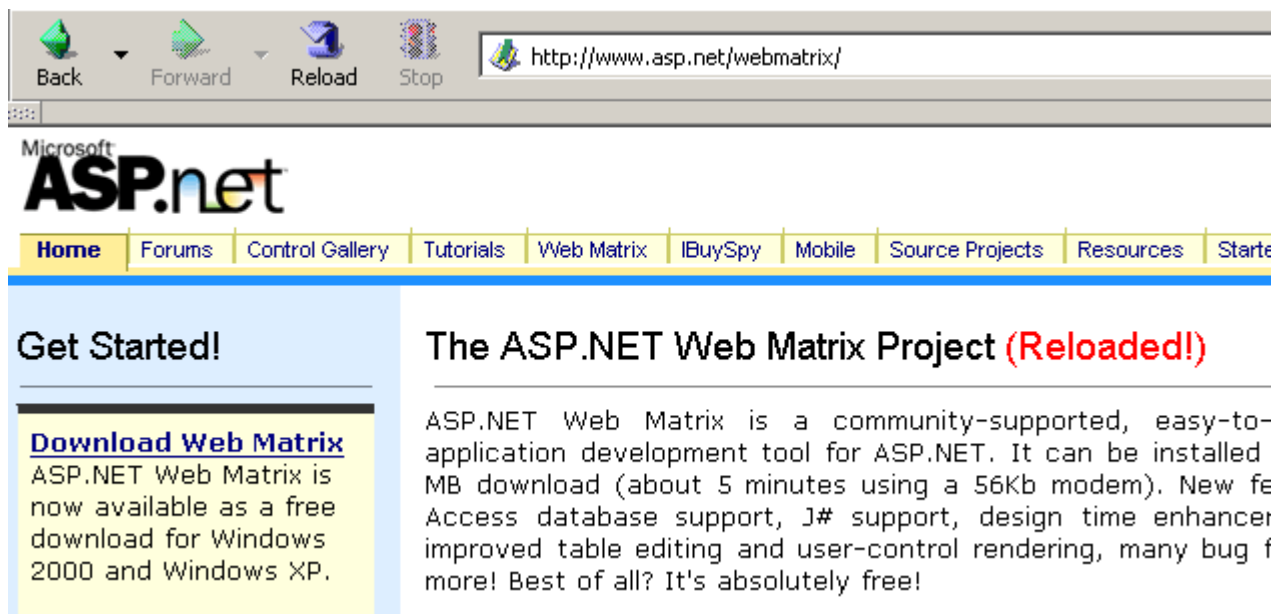 Back Forward Reload Stop http://www.asp.net/webmatrix/
Microsoft
ASP.net
Home Forums Control Gallery Tutorials Web Matrix IBuySpy Mobile Source Projects Resources Starte
Get Started!
Download Web Matrix
ASP.NET Web Matrix is
now available as a free
download for Windows
2000 and Windows XP.
The ASP.NET Web Matrix Project (Reloaded!)
ASP.NET Web Matrix is a community-supported, easy-to-
application development tool for ASP.NET. It can be installed
MB download (about 5 minutes using a 56Kb modem). New fe
Access database support, J# support, design time enhancer
improved table editing and user-control rendering, many bug f
more! Best of all? It's absolutely free!